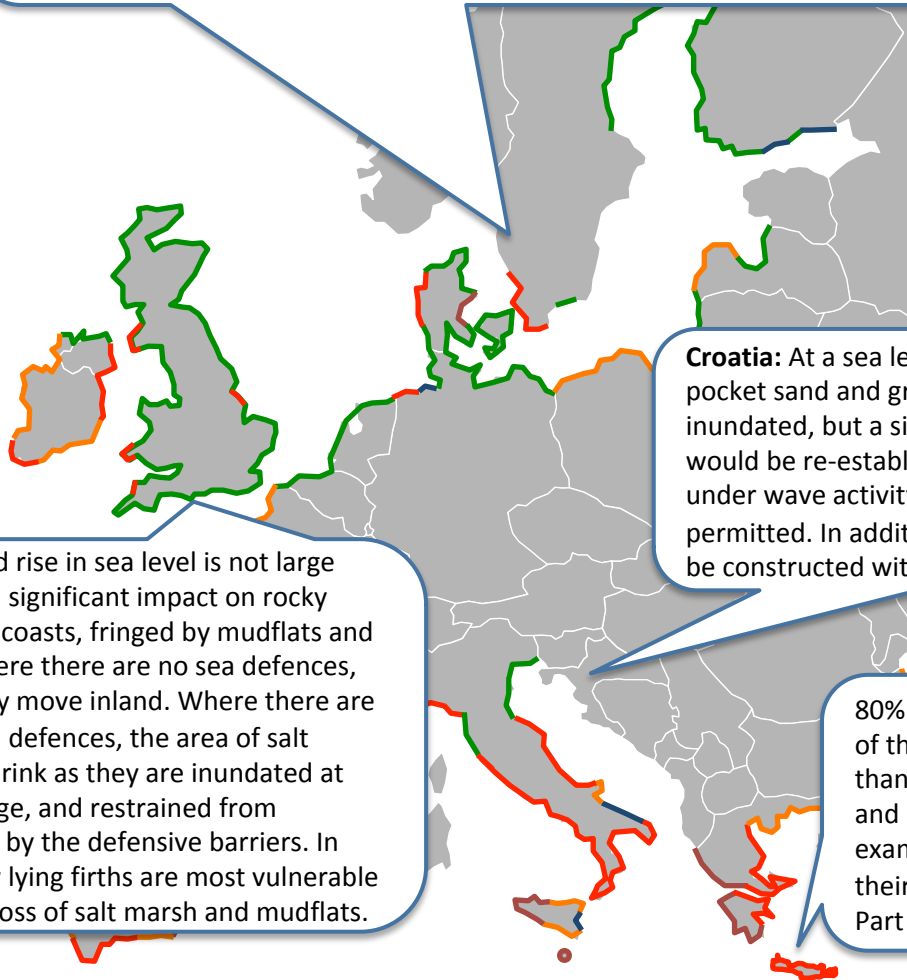 Croatia: At a sea le
pocket sand and gr
inundated, but a si
would be re-establ
under wave activit
permitted. In addit
be constructed wit
d rise in sea level is not large
significant impact on rocky
coasts, fringed by mudflats and
ere there are no sea defences,
y move inland. Where there are
defences, the area of salt
rink as they are inundated at
ge, and restrained from
by the defensive barriers. In
lying firths are most vulnerable
oss of salt marsh and mudflats.
80%
of th
than
and
exam
their
Part